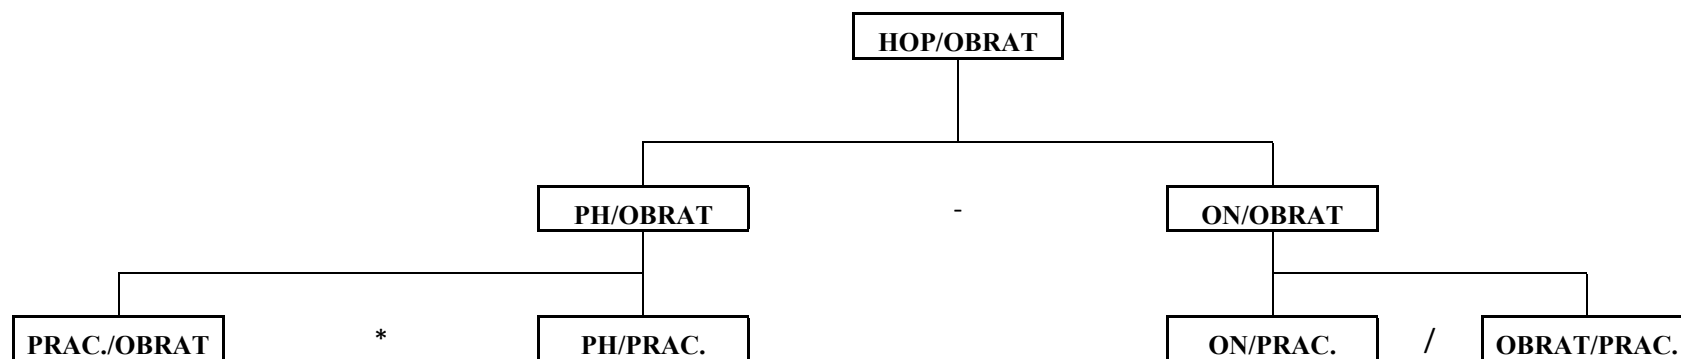 HOP/OBRAT
PH/OBRAT - ON/OBRAT
PRAC./OBRAT * PH/PRAC. ON/PRAC. / OBRAT/PRAC.